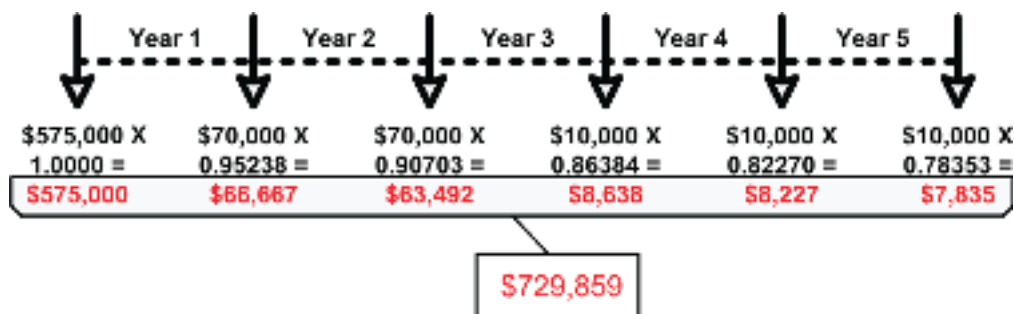 Year 1 Year 2 Year 3 Year 4 Year 5
$575,000 X $70,000 X $70,000 X $10,000 X $10,000 X $10,000 X
1.0000 = 0.95238 = 0.90703 = 0.86384 = 0.82270 = 0.78353 =
$575,000 $66,667 $63,492 $8,638 $8,227 $7,835
$729,859